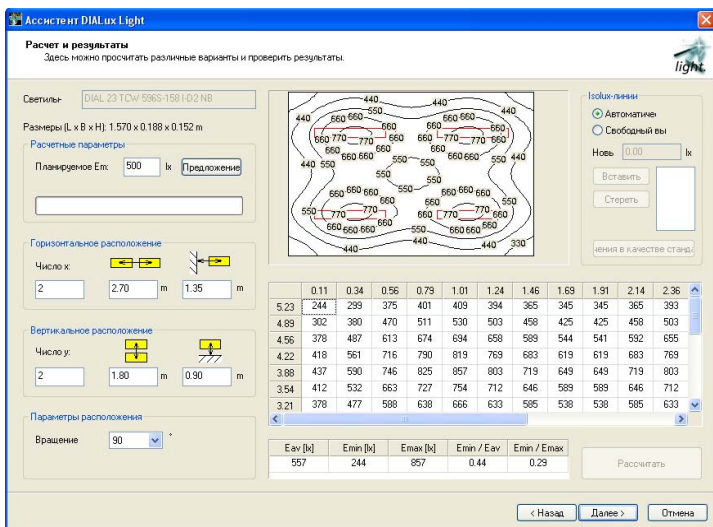 Ассистент DIALux Light
Расчет и результаты
Здесь можно просчитать различные варианты и проверить результаты.
light
Светиль-
DIAL 23 TCW 596S-158 I-D2 NB
Размеры (L x B x H): 1.570 x 0.188 x 0.152 m
Расчетные параметры
Планируемое Em: 500 lx Предложение
Горизонтальное расположение
Число x:
2 2.70 m 1.35 m
Вертикальное расположение
Число y:
2 1.80 m 0.90 m
Параметры расположения
Вращение 90 °
Isolux-линии
Автоматиче
Свободный вы
Новь 0.00 lx
Вставить
Стереть
чения в качестве станд
0.11 0.34 0.56 0.79 1.01 1.24 1.46 1.69 1.91 2.14 2.36
5.23 244 299 375 401 409 394 365 345 345 365 393
4.89 302 380 470 511 530 503 458 425 425 458 503
4.56 378 487 613 674 694 658 589 544 541 592 655
4.22 418 561 716 790 819 769 683 619 619 683 769
3.88 437 590 746 825 857 803 719 649 649 719 803
3.54 412 532 663 727 754 712 646 589 589 646 712
3.21 378 477 588 638 666 633 585 538 538 585 633
Eav [lx] Emin [lx] Emax [lx] Emin / Eav Emin / Emax
557 244 857 0.44 0.29
Рассчитать
< Назад Далее > Отмена